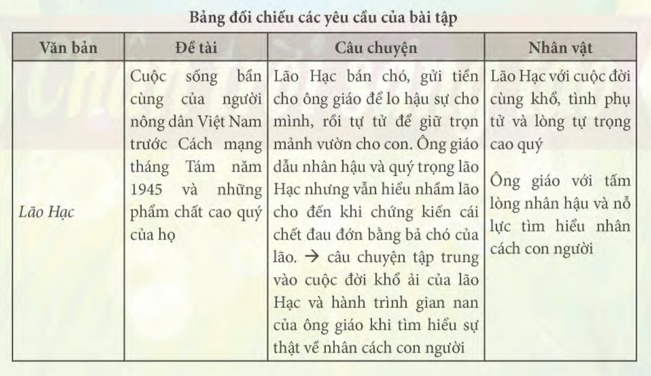 Bảng đối chiếu các yêu cầu của bài tập
Văn bản
Đề tài
Câu chuyện
Nhân vật
Lão Hạc
Cuộc sống bần
cùng của người
nông dân Việt Nam
trước Cách mạng
tháng Tám năm
1945 và những
phẩm chất cao quý
của họ
Lão Hạc bán chó, gửi tiền
cho ông giáo để lo hậu sự cho
mình, rồi tự tử để giữ trọn
mảnh vườn cho con. Ông giáo
dẫu nhân hậu và quý trọng lão
Hạc nhưng vẫn hiểu nhầm lão
cho đến khi chứng kiến cái
chết đau đớn bằng bả chó của
lão. → câu chuyện tập trung
vào cuộc đời khổ ải của lão
Hạc và hành trình gian nan
của ông giáo khi tìm hiểu sự
thật về nhân cách con người
Lão Hạc với cuộc đời
cùng khổ, tình phụ
tử và lòng tự trọng
cao quý
Ông giáo với tấm
lòng nhân hậu và nỗ
lực tìm hiểu nhân
cách con người